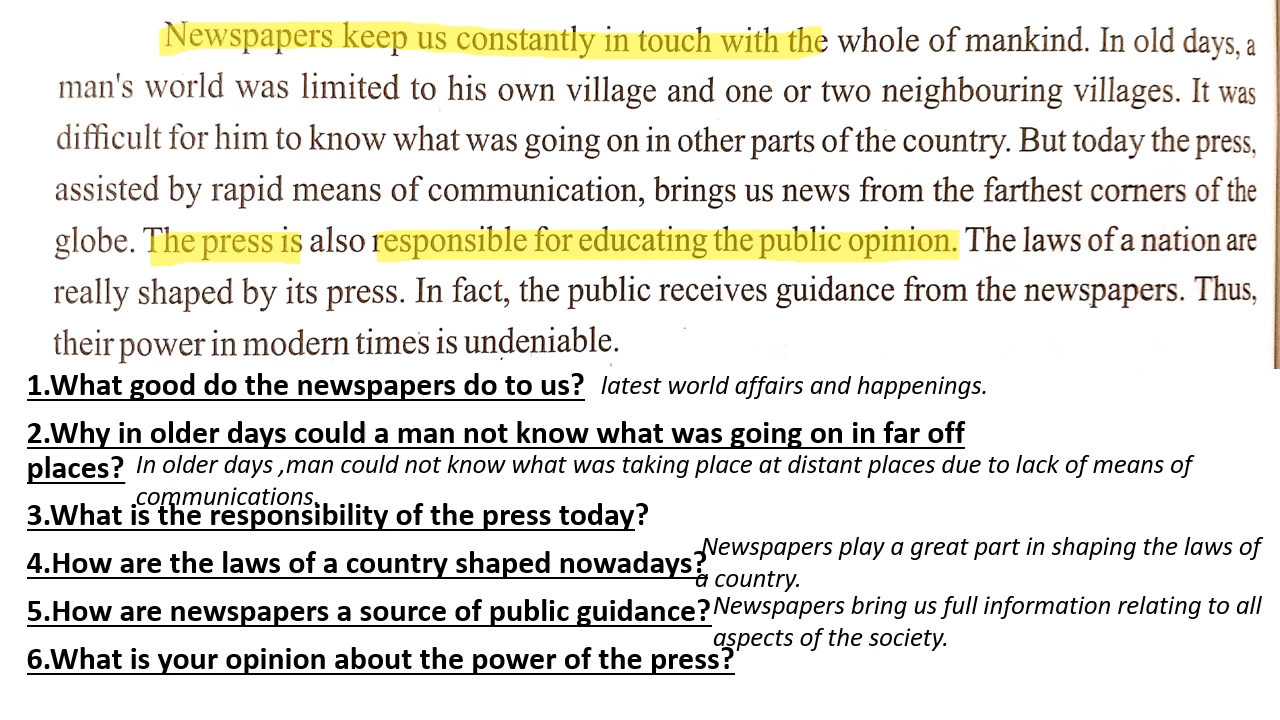 Newspapers keep us constantly in touch with the whole of mankind. In old days, a
man's world was limited to his own village and one or two neighbouring villages. It was
difficult for him to know what was going on in other parts of the country. But today the press,
assisted by rapid means of communication, brings us news from the farthest corners of the
globe. The press is also responsible for educating the public opinion. The laws of a nation are
really shaped by its press. In fact, the public receives guidance from the newspapers. Thus,
their power in modern times is undeniable.
1.What good do the newspapers do to us? latest world affairs and happenings.
2.Why in older days could a man not know what was going on in far off
places? In older days ,man could not know what was taking place at distant places due to lack of means of
communications.
3.What is the responsibility of the press today?
4.How are the laws of a country shaped nowadays? Newspapers play a great part in shaping the laws of
a country.
5.How are newspapers a source of public guidance? Newspapers bring us full information relating to all
aspects of the society.
6.What is your opinion about the power of the press?